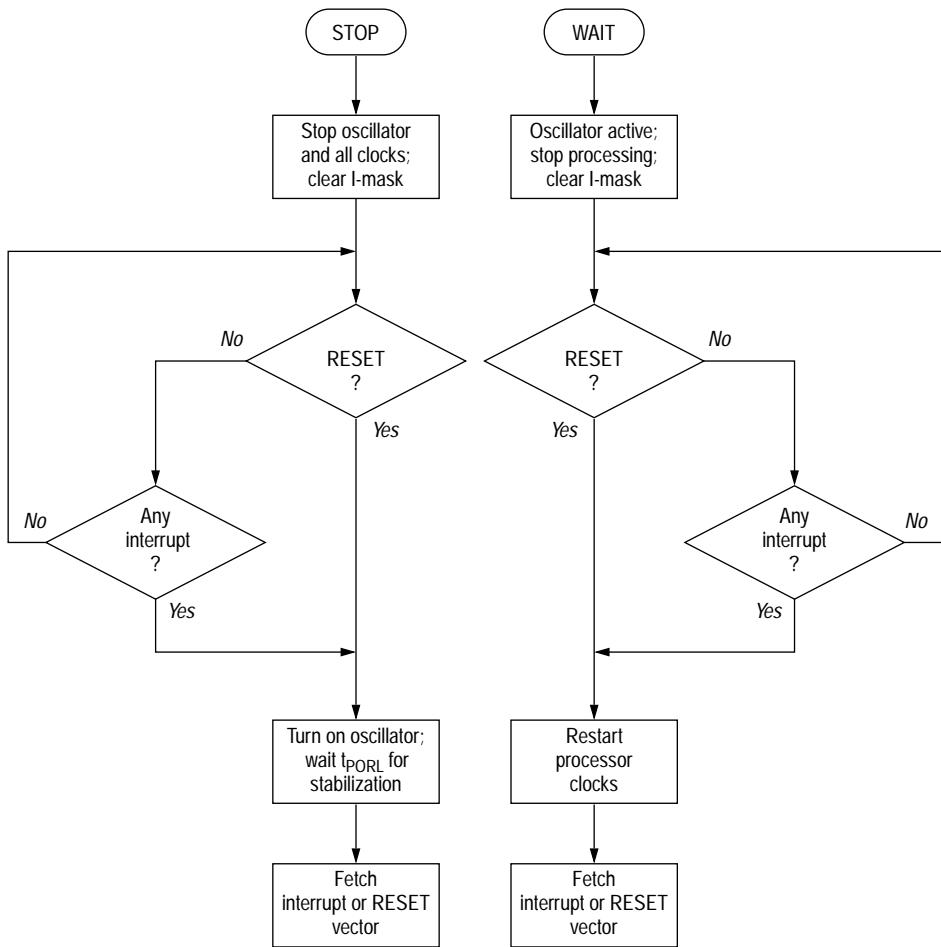 STOP
WAIT
Stop oscillator
and all clocks;
clear I-mask
Oscillator active;
stop processing;
clear I-mask
No
RESET
?
Yes
RESET
?
No
Yes
No
Any
interrupt
?
Yes
Any
interrupt
?
No
Yes
Turn on oscillator;
wait tPORL for
stabilization
Restart
processor
clocks
Fetch
interrupt or RESET
vector
Fetch
interrupt or RESET
vector